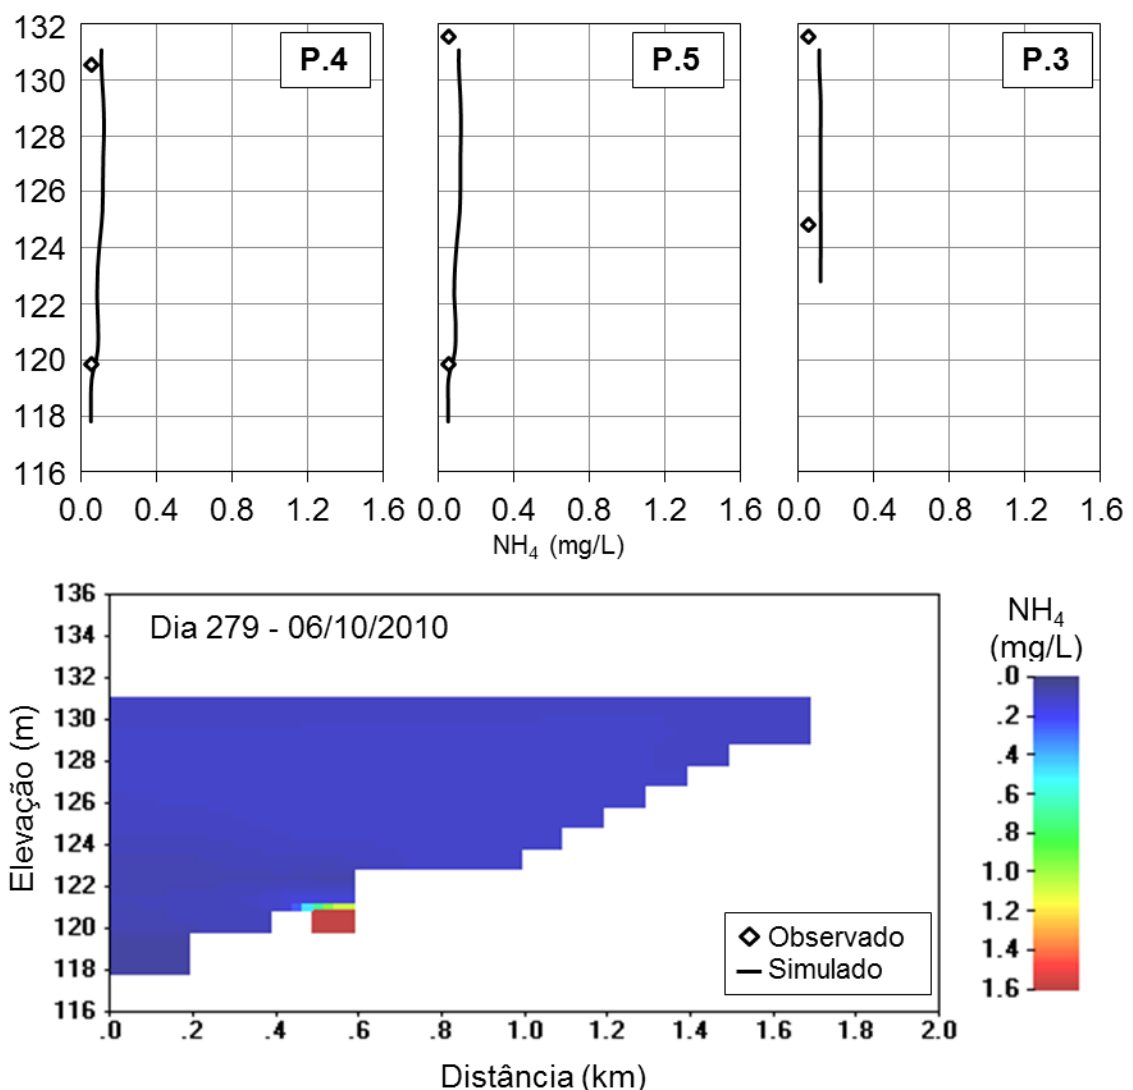 132
130
128
126
124
122
120
118
116
P.4
P.5
P.3
0.0 0.4 0.8 1.2 1.6
0.0 0.4 0.8 1.2 1.6
0.0 0.4 0.8 1.2 1.6
NH₄ (mg/L)
136
134
132
130
128
126
124
122
120
118
116
Elevação (m)
Dia 279 - 06/10/2010
Observado
Simulado
.0 .2 .4 .6 .8 1.0 1.2 1.4 1.6 1.8 2.0
Distância (km)
NH₄
(mg/L)
.0
.2
.4
.6
.8
1.0
1.2
1.4
1.6